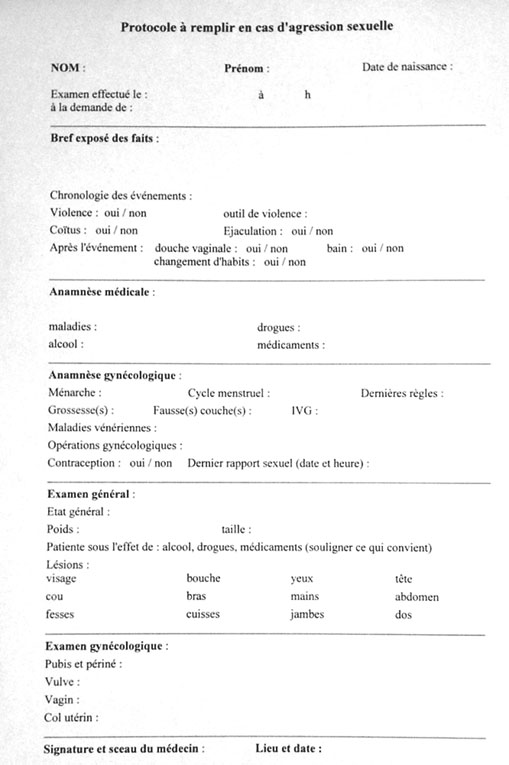 Protocole à remplir en cas d'agression sexuelle
NOM : Prénom : Date de naissance :
Examen effectué le : à h
à la demande de :
Bref exposé des faits :
Chronologie des événements :
Violence : oui / non outil de violence :
Coïtus : oui / non Ejaculation : oui / non
Après l'événement : douche vaginale : oui / non bain : oui / non
changement d'habits : oui / non
Anamnèse médicale :
maladies : drogues :
alcool : médicaments :
Anamnèse gynécologique :
Ménarche : Cycle menstruel : Dernières règles :
Grossesse(s) : Fausse(s) couche(s) : IVG :
Maladies vénériennes :
Opérations gynécologiques :
Contraception : oui / non Dernier rapport sexuel (date et heure) :
Examen général :
Etat général :
Poids : taille :
Patiente sous l'effet de : alcool, drogues, médicaments (souligner ce qui convient)
Lésions :
visage bouche yeux tête
cou bras mains abdomen
fesses cuisses jambes dos
Examen gynécologique :
Pubis et périné :
Vulve :
Vagin :
Col utérin :
Signature et sceau du médecin : Lieu et date :